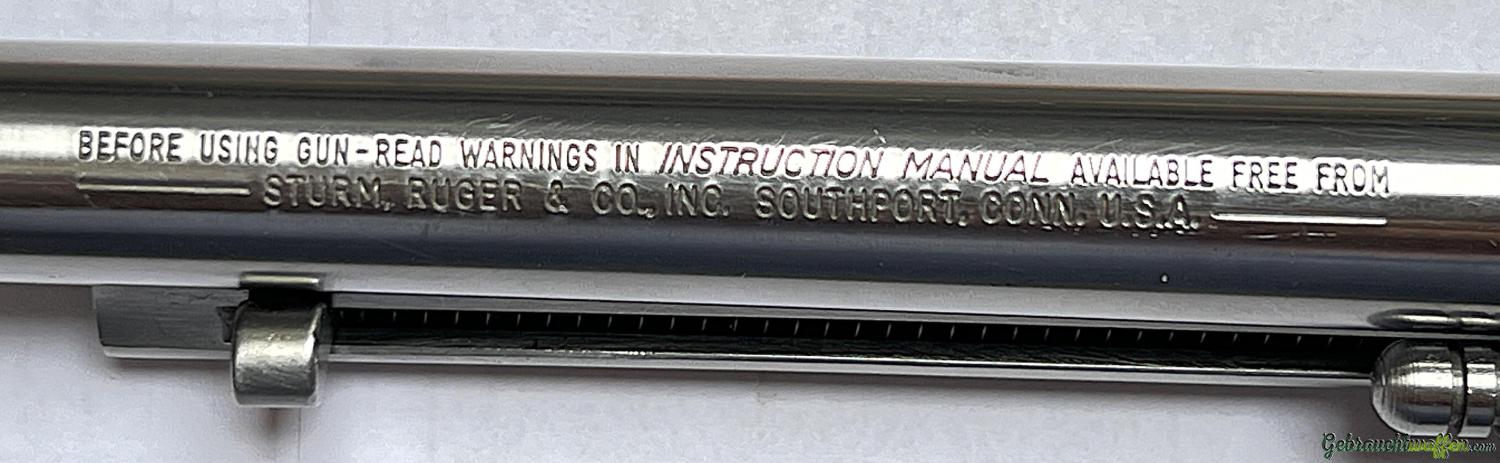 BEFORE USING GUN-READ WARNINGS IN INSTRUCTION MANUAL AVAILABLE FREE FROM
STURM, RUGER & CO., INC. SOUTHPORT, CONN. U.S.A.
Gebrauchtwaffen.com